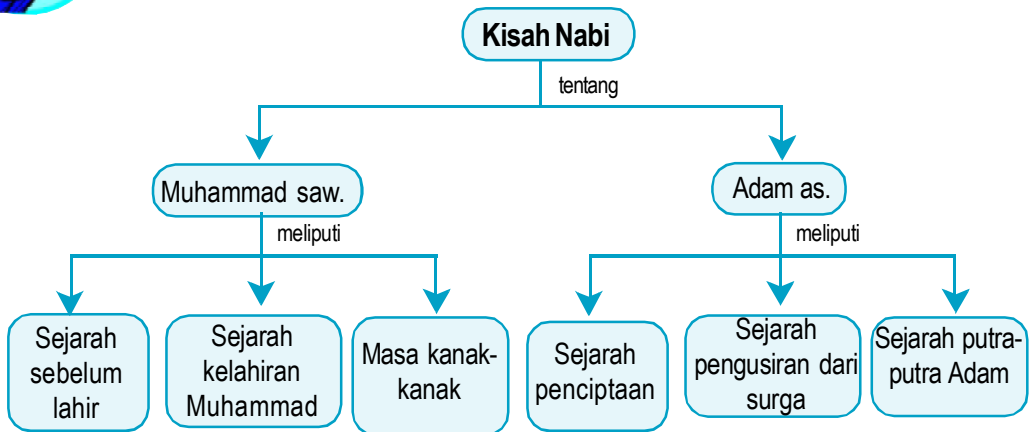 Kisah Nabi
tentang
Muhammad saw.
Adam as.
meliputi
meliputi
Sejarah
sebelum
lahir
Sejarah
kelahiran
Muhammad
Masa kanak-
kanak
Sejarah
penciptaan
Sejarah
pengusiran dari
surga
Sejarah putra-
putra Adam